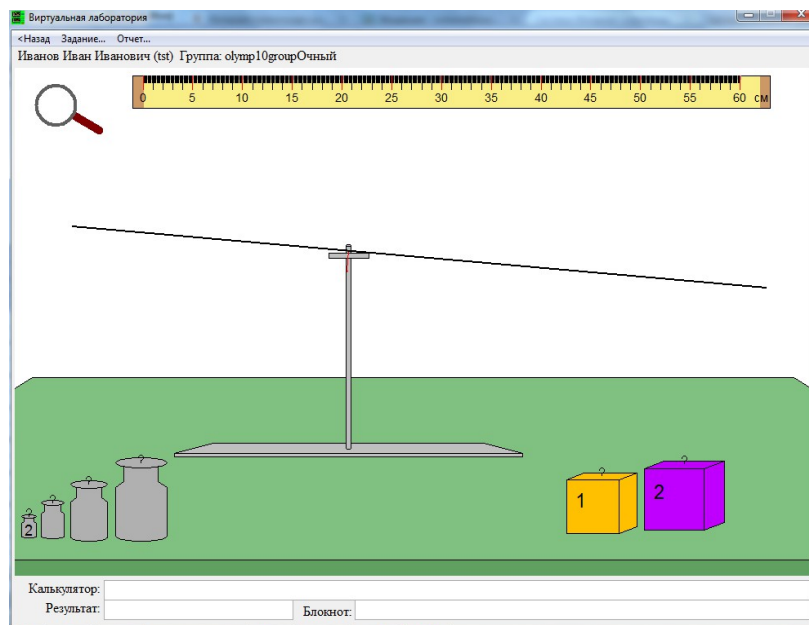 Виртуальная лаборатория
<Назад Задание... Отчет...
Иванов Иван Иванович (tst) Группа: olymp10groupОчный
0 5 10 15 20 25 30 35 40 45 50 55 60 см
1
2
2
Калькулятор:
Результат:
Блокнот: